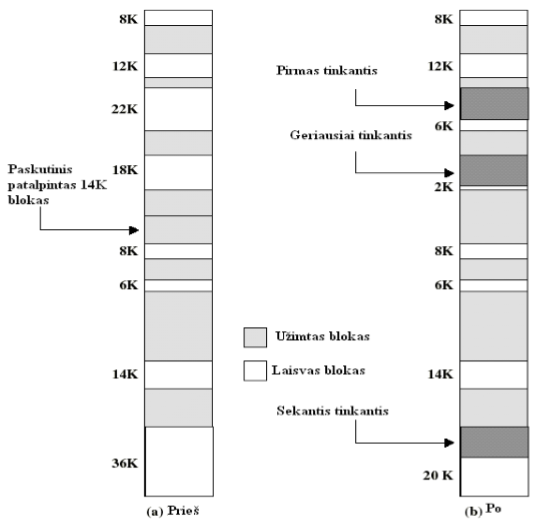 8K
12K
22K
18K
Paskutinis
patalpintas 14K
blokas
8K
6K
14K
36K
(a) Prieš
Užimtas blokas
Laisvas blokas
8K
12K
Pirmas tinkantis
6K
Geriausiai tinkantis
2K
8K
6K
14K
Sekantis tinkantis
20 K
(b) Po